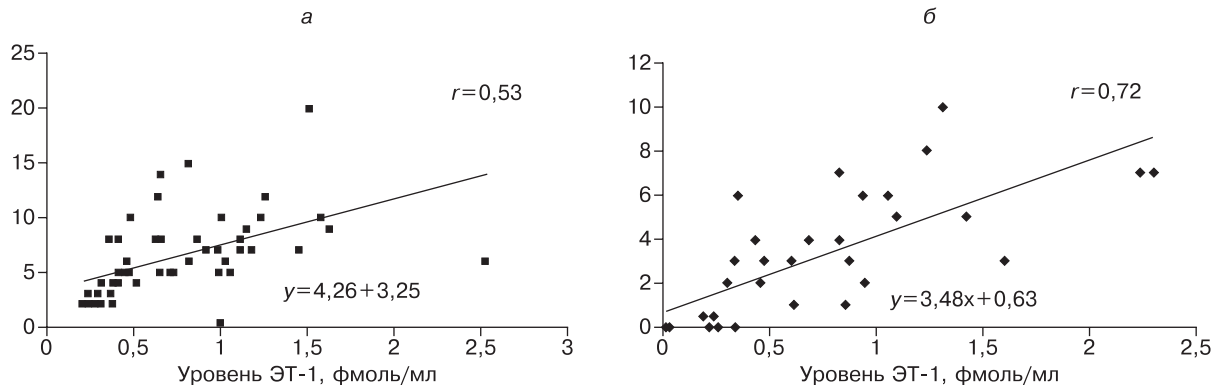 а
25
20
15
10
5
0
r=0,53
y=4,26+3,25
0 0,5 1 1,5 2 2,5 3
Уровень ЭТ-1, фмоль/мл
б
12
10
8
6
4
2
0
r=0,72
y=3,48x+0,63
0 0,5 1 1,5 2 2,5
Уровень ЭТ-1, фмоль/мл